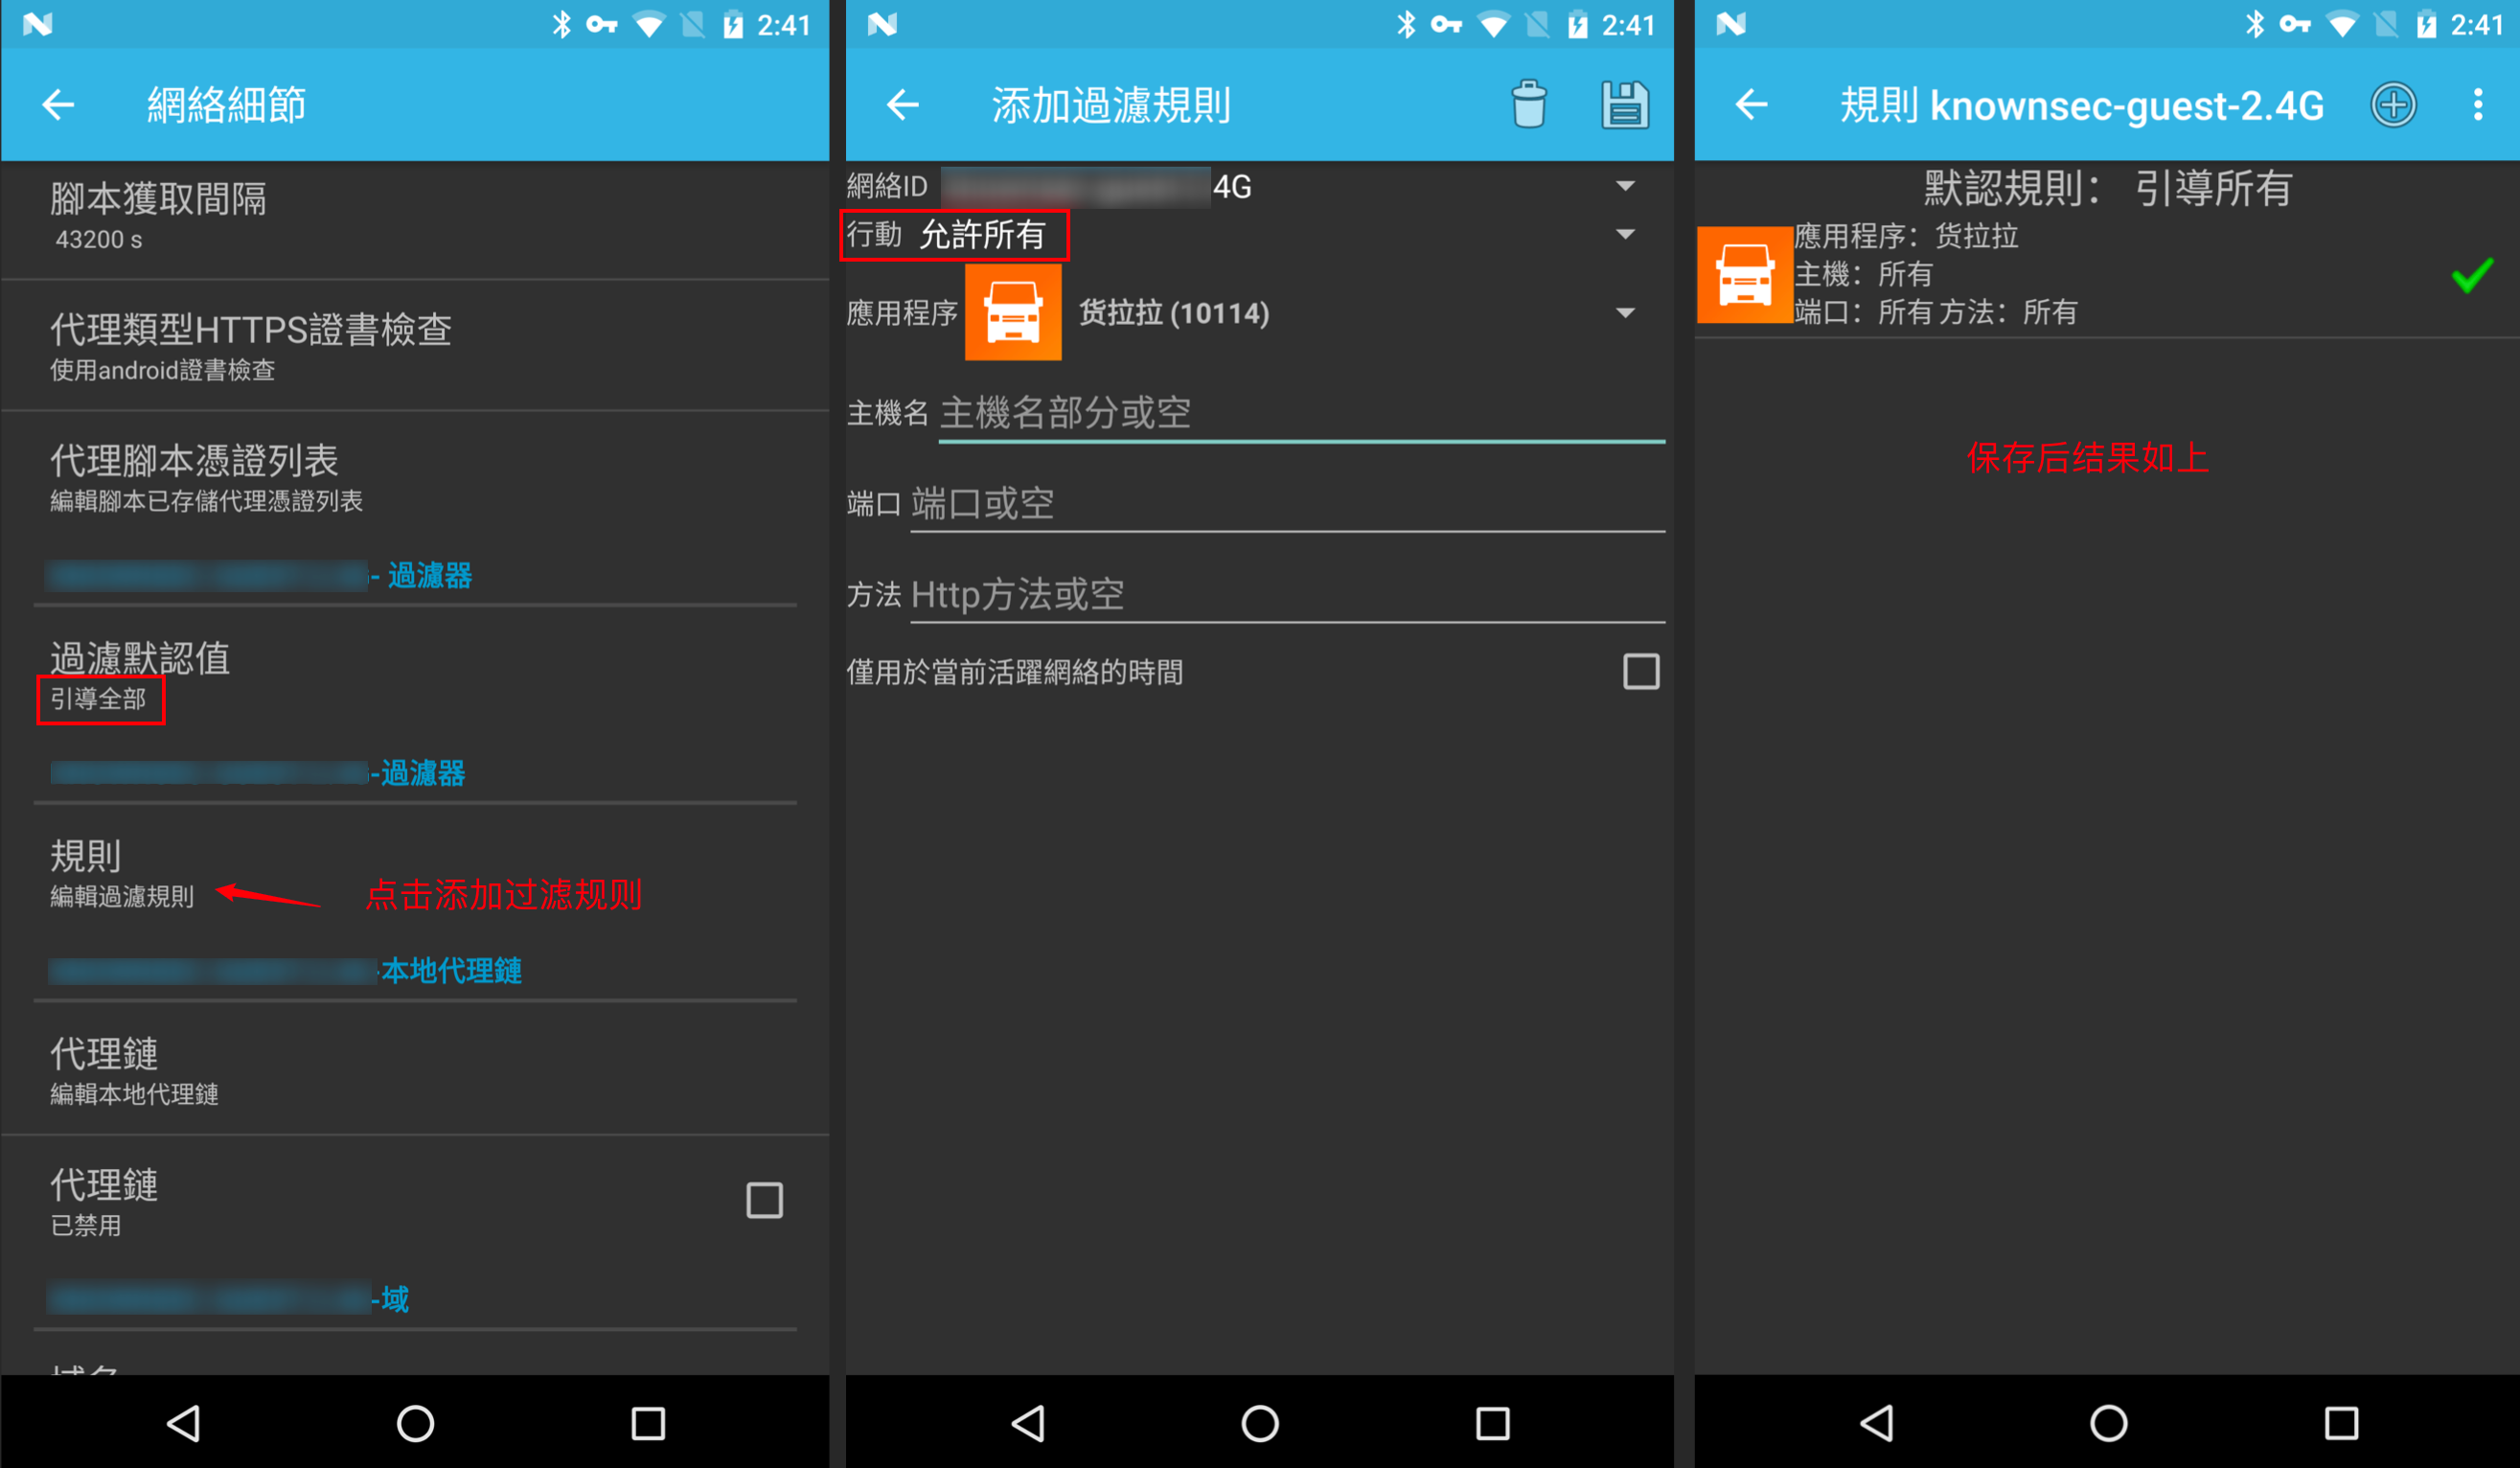 2:41
網絡細節
腳本獲取間隔
43200 s
代理類型HTTPS證書檢查
使用android證書檢查
代理腳本憑證列表
編輯腳本已存儲代理憑證列表
- 過濾器
過濾默認值
引導全部
-過濾器
規則
編輯過濾規則
点击添加过滤规则
-本地代理鏈
代理鏈
編輯本地代理鏈
代理鏈
已禁用
-域
2:41
添加過濾規則
網絡ID 4G
行動 允許所有
應用程序 货拉拉 (10114)
主機名 主機名部分或空
端口 端口或空
方法 Http方法或空
僅用於當前活躍網絡的時間
2:41
規則 knownsec-guest-2.4G
默認規則： 引導所有
應用程序：货拉拉
主機：所有
端口：所有 方法：所有
保存后结果如上